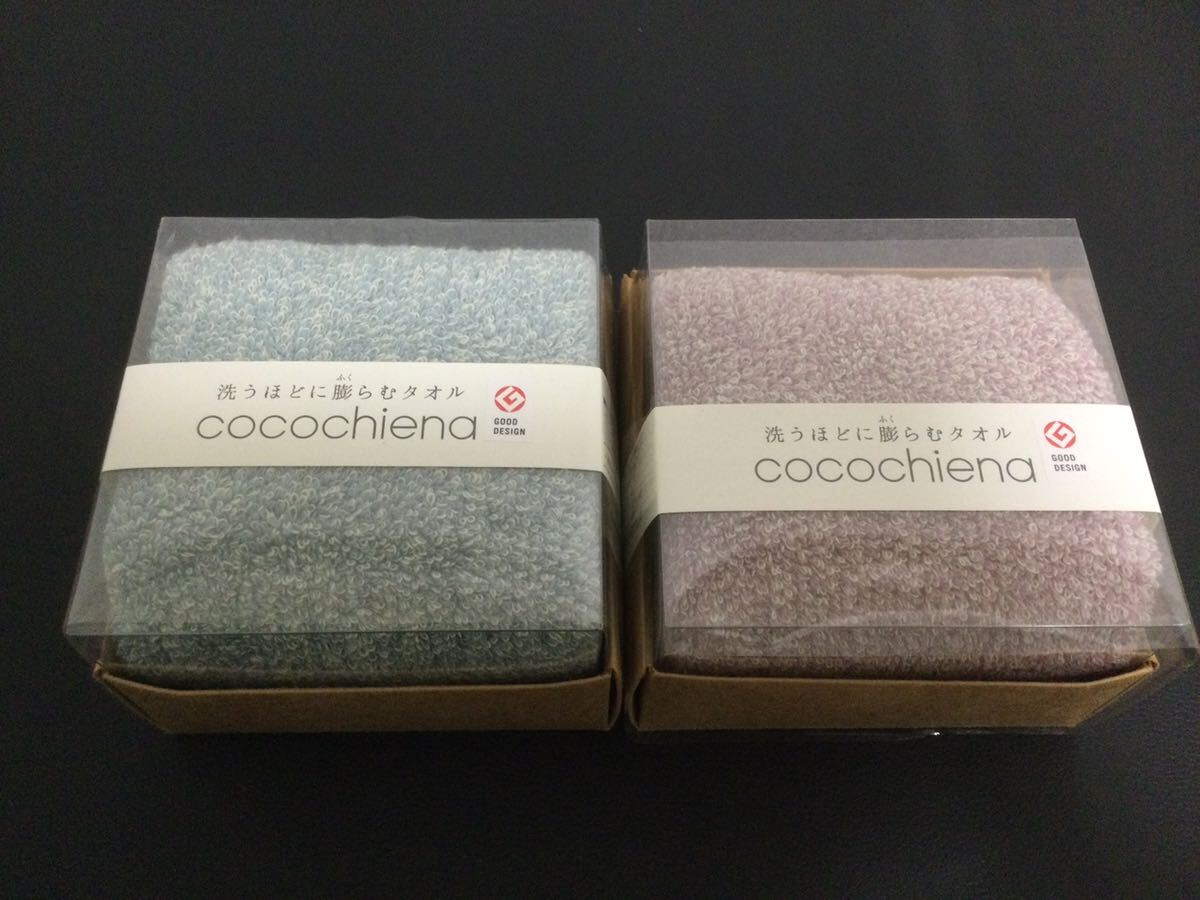 ふく
洗うほどに膨らむタオル
cocochiena
GOOD
DESIGN
ふく
洗うほどに膨らむタオル
cocochiena
GOOD
DESIGN